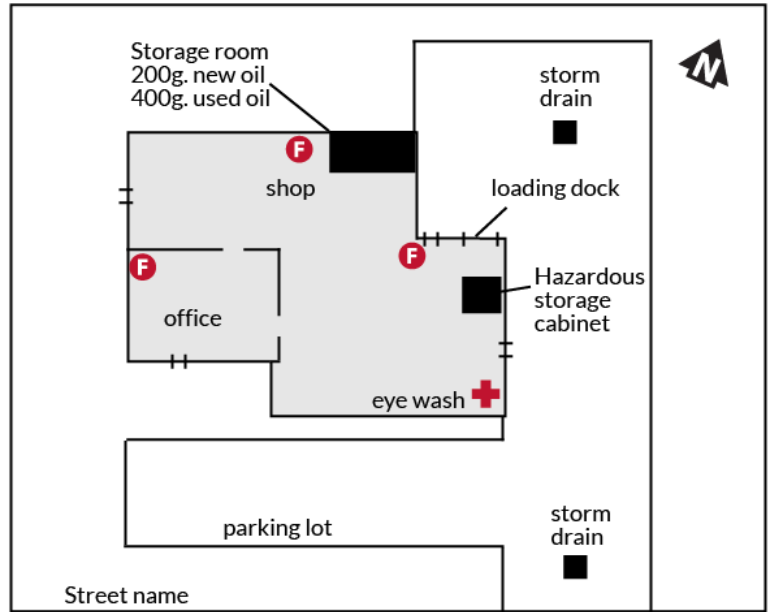 Storage room
200g. new oil
400g. used oil
N
storm
drain
F
shop
loading dock
F
F
Hazardous
storage
cabinet
office
eye wash
parking lot
storm
drain
Street name